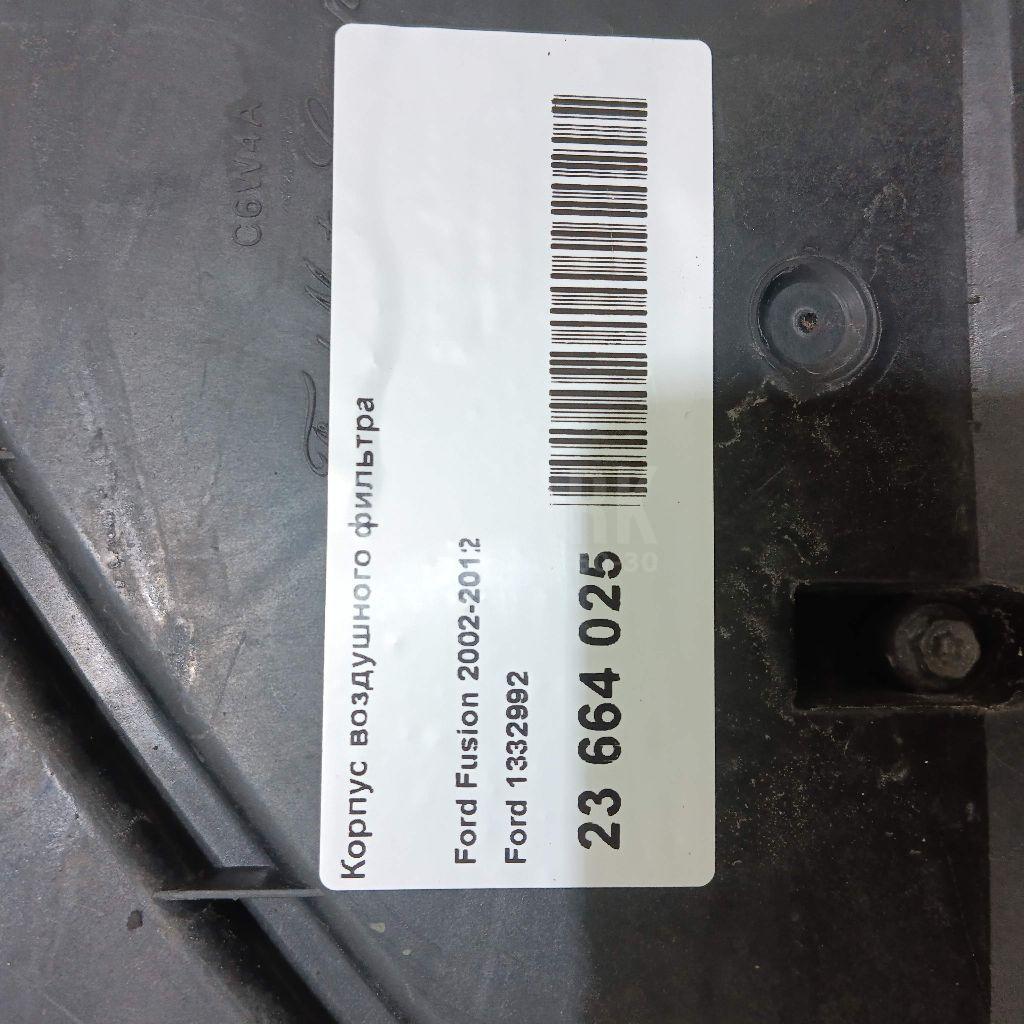 Корпус воздушного фильтра
Ford Fusion 2002-2012
Ford 1332992
23 664 025
C6W4A